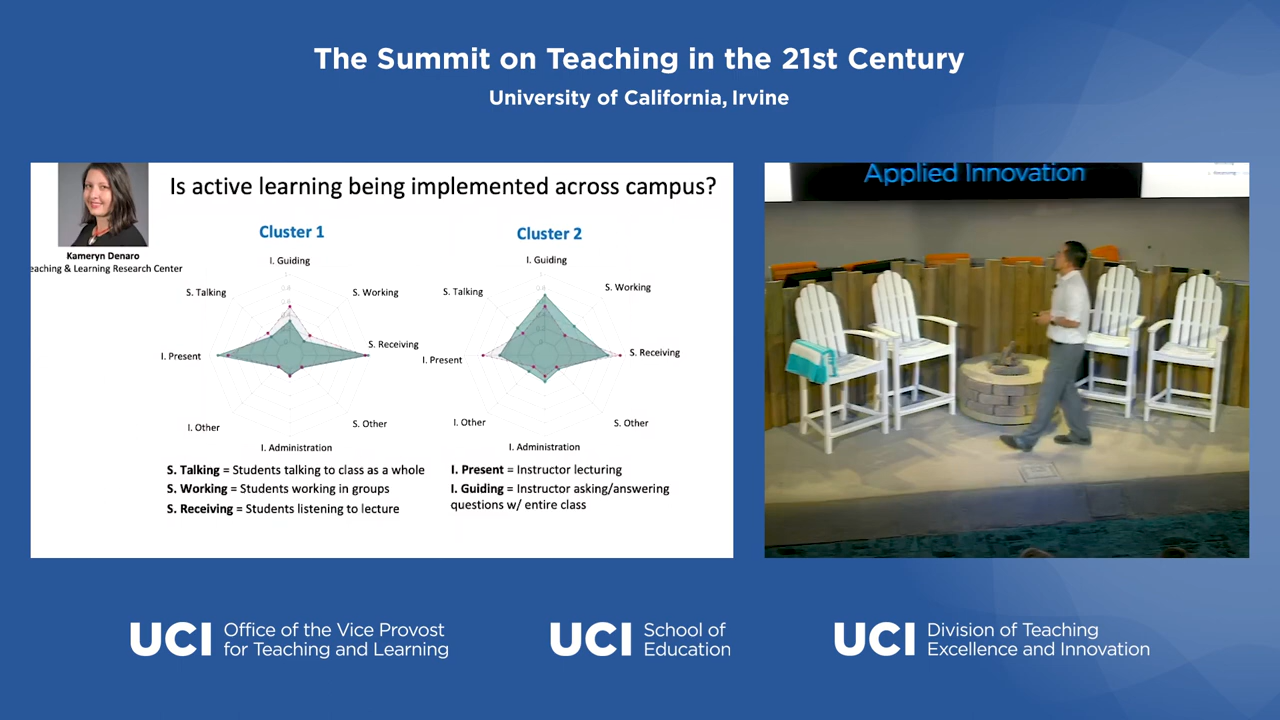 The Summit on Teaching in the 21st Century
University of California, Irvine
Is active learning being implemented across campus?
Kameryn Denaro
eaching & Learning Research Center
Cluster 1
I. Guiding
S. Talking
S. Working
I. Present
S. Receiving
I. Other
S. Other
I. Administration
Cluster 2
I. Guiding
S. Talking
S. Working
I. Present
S. Receiving
I. Other
S. Other
I. Administration
S. Talking = Students talking to class as a whole
S. Working = Students working in groups
S. Receiving = Students listening to lecture
I. Present = Instructor lecturing
I. Guiding = Instructor asking/answering
questions w/ entire class
Applied Innovation
UCI Office of the Vice Provost
for Teaching and Learning
UCI School of
Education
UCI Division of Teaching
Excellence and Innovation